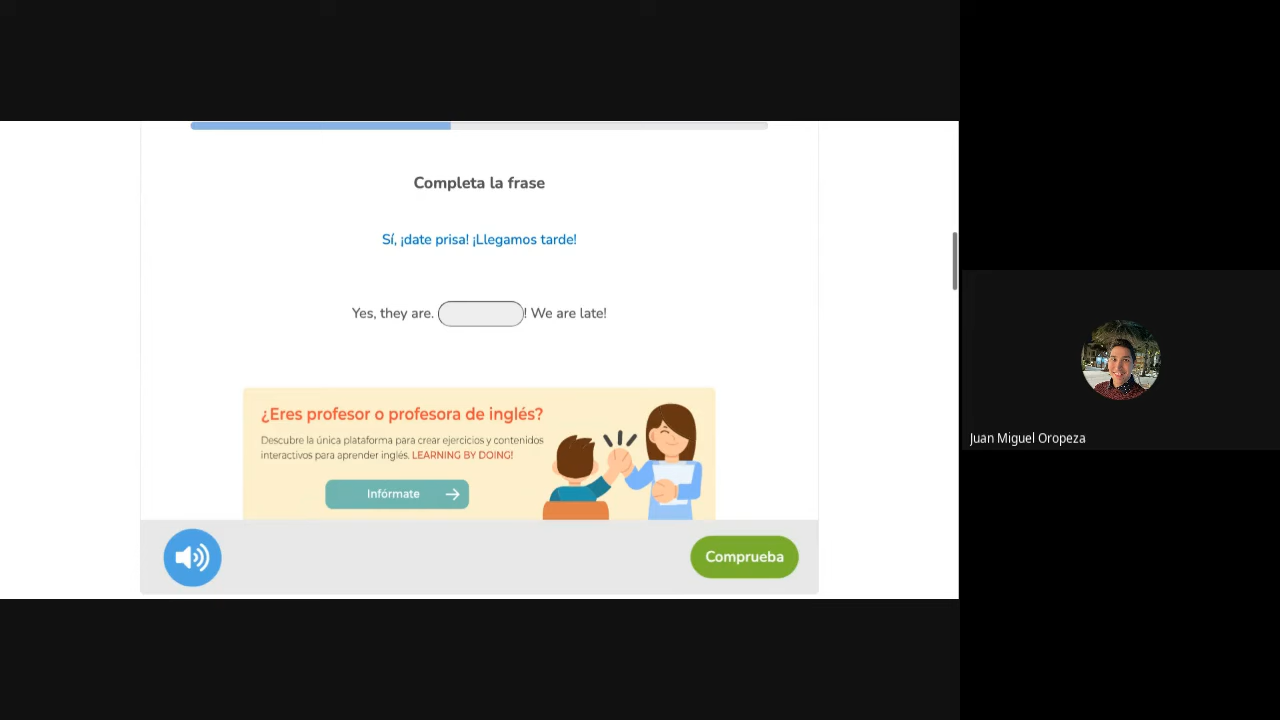 Completa la frase
Sí, ¡date prisa! ¡Llegamos tarde!
Yes, they are. ! We are late!
¿Eres profesor o profesora de inglés?
Descubre la única plataforma para crear ejercicios y contenidos
interactivos para aprender inglés. LEARNING BY DOING!
Infórmate
Comprueba
Juan Miguel Oropeza